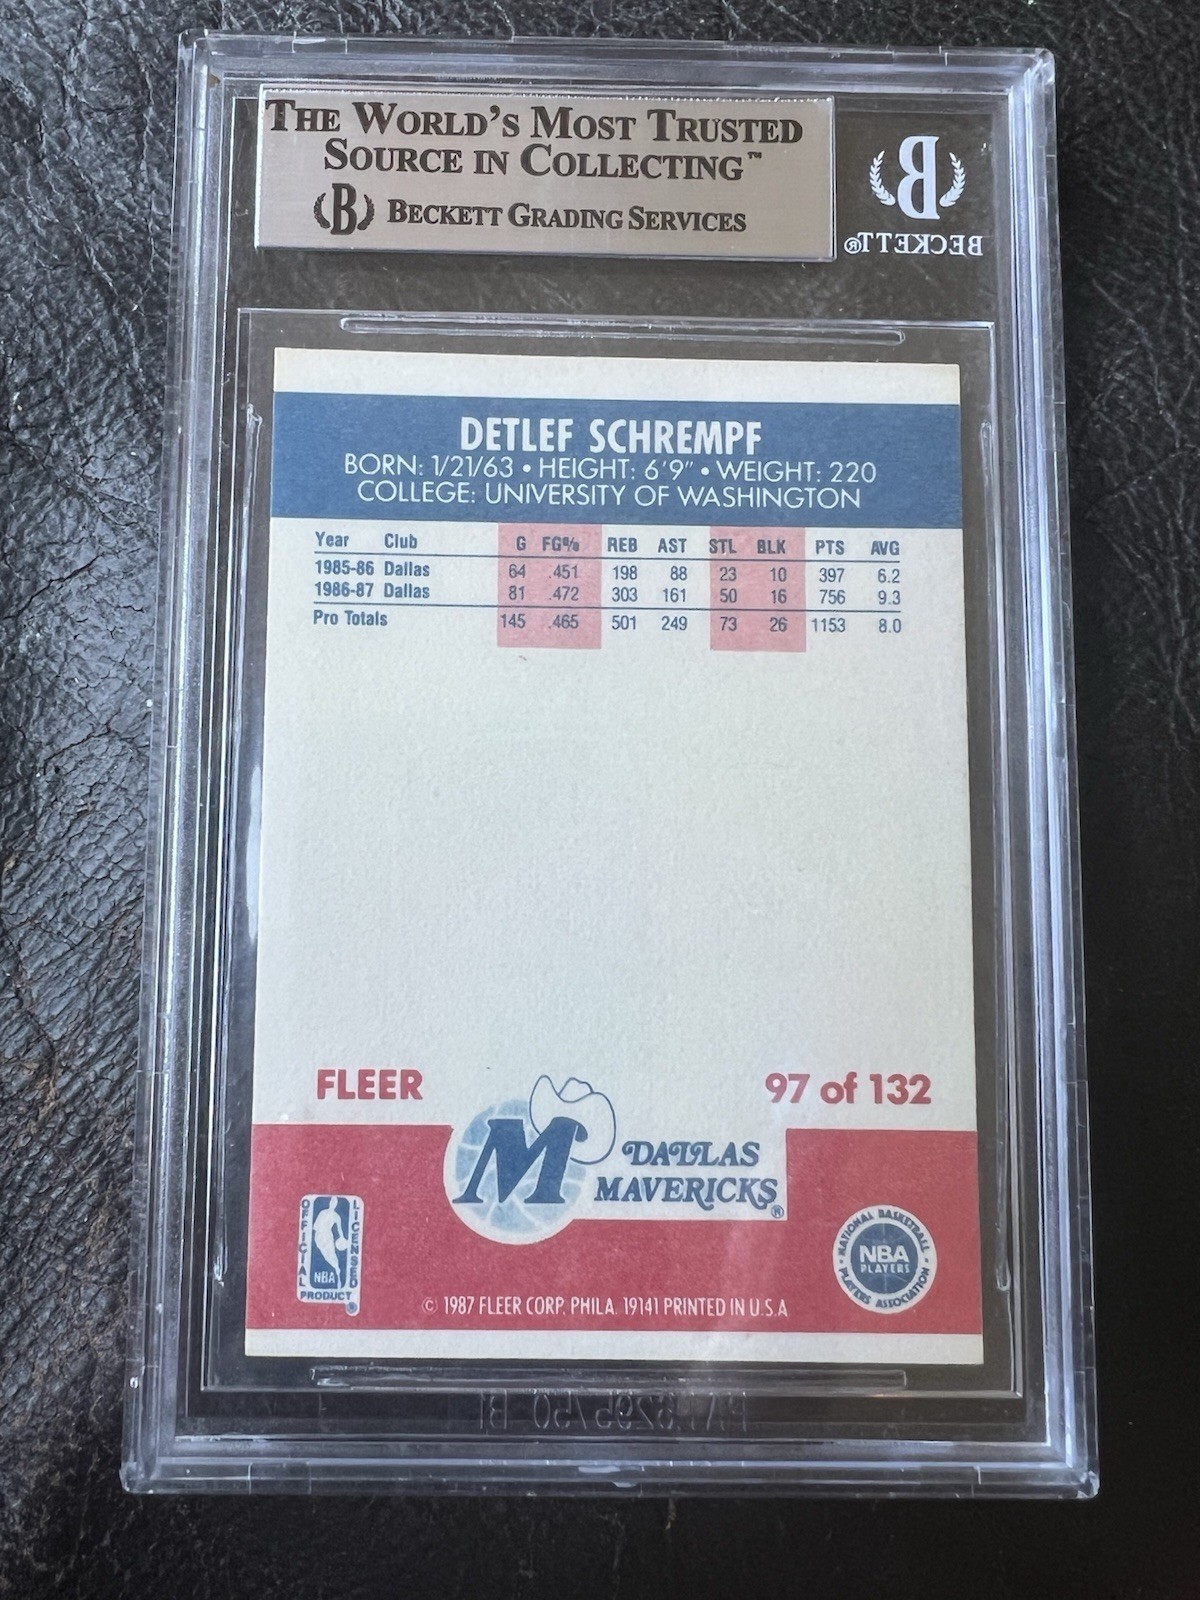 THE WORLD'S MOST TRUSTED
SOURCE IN COLLECTING™
B BECKETT GRADING SERVICES
B
BECKETT®
DETLEF SCHREMPF
BORN: 1/21/63 • HEIGHT: 6'9" • WEIGHT: 220
COLLEGE: UNIVERSITY OF WASHINGTON
Year Club G FG% REB AST STL BLK PTS AVG
1985-86 Dallas 64 .451 198 88 23 10 397 6.2
1986-87 Dallas 81 .472 303 161 50 16 756 9.3
Pro Totals 145 .465 501 249 73 26 1153 8.0
FLEER
97 of 132
M DALLAS
MAVERICKS®
OFFICIAL LICENSED
NBA
PRODUCT ®
NATIONAL BASKETBALL
NBA
PLAYERS
PLAYERS ASSOCIATION
© 1987 FLEER CORP. PHILA. 19141 PRINTED IN U.S.A